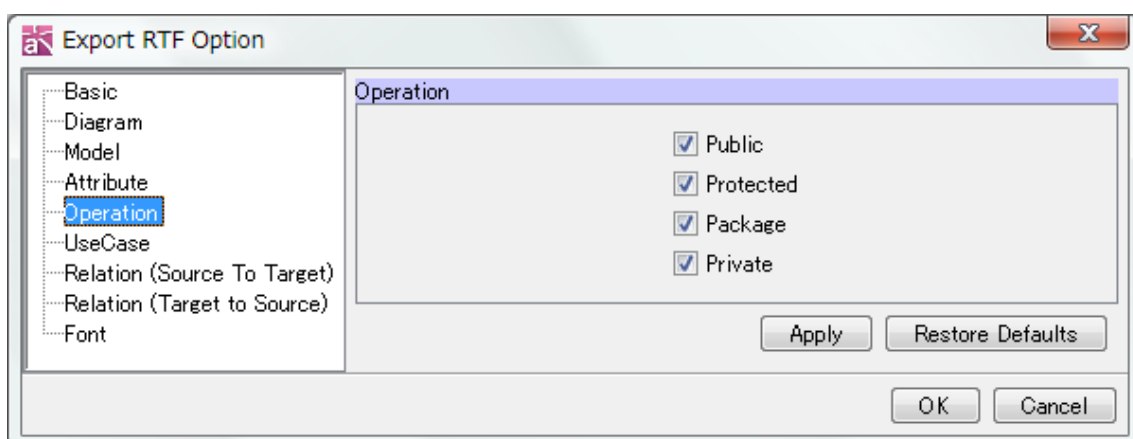 Export RTF Option
Basic
Diagram
Model
Attribute
Operation
UseCase
Relation (Source To Target)
Relation (Target to Source)
Font
Operation
Public
Protected
Package
Private
Apply
Restore Defaults
OK
Cancel